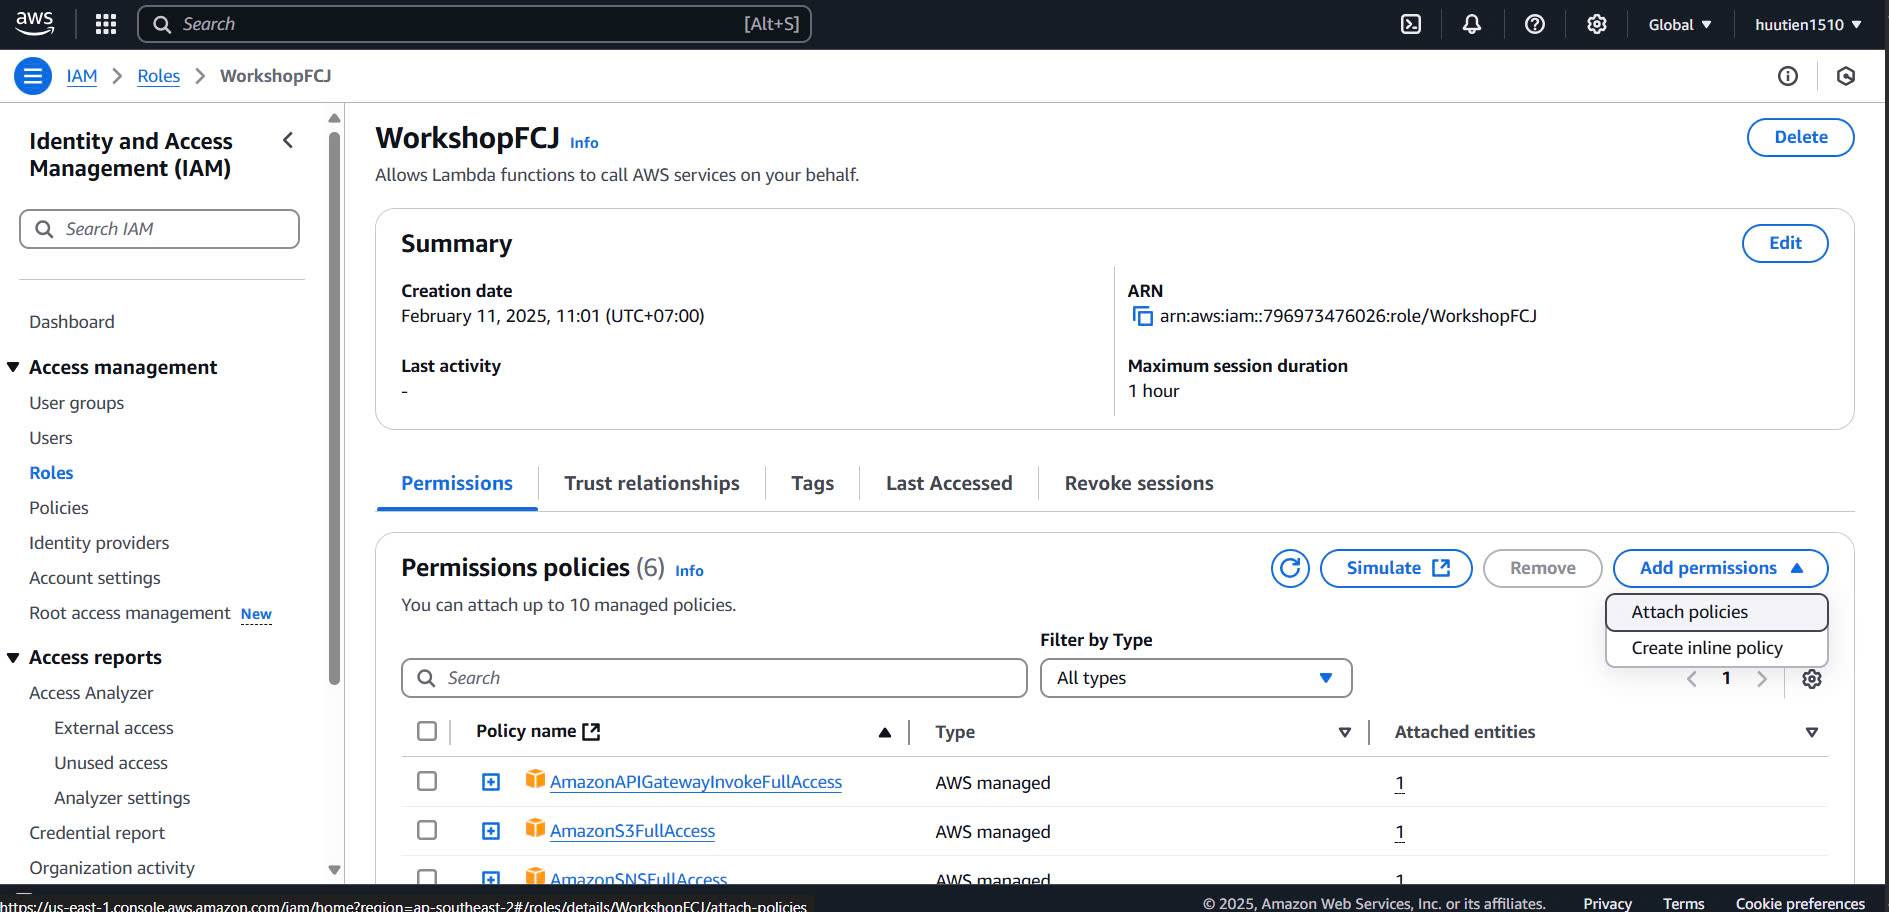 aws
Search [Alt+S]
Global
huutien1510
IAM
Roles
WorkshopFCJ
Identity and Access
Management (IAM)
Search IAM
Dashboard
Access management
User groups
Users
Roles
Policies
Identity providers
Account settings
Root access management New
Access reports
Access Analyzer
External access
Unused access
Analyzer settings
Credential report
Organization activity
WorkshopFCJ Info
Delete
Allows Lambda functions to call AWS services on your behalf.
Summary
Edit
Creation date
February 11, 2025, 11:01 (UTC+07:00)
ARN
arn:aws:iam::796973476026:role/WorkshopFCJ
Last activity
-
Maximum session duration
1 hour
Permissions
Trust relationships
Tags
Last Accessed
Revoke sessions
Permissions policies (6) Info
Simulate
Remove
Add permissions
You can attach up to 10 managed policies.
Attach policies
Create inline policy
Filter by Type
Search
All types
1
Policy name
Type
Attached entities
AmazonAPIGatewayInvokeFullAccess AWS managed 1
AmazonS3FullAccess AWS managed 1
AmazonSNSFullAccess AWS managed 1
https://us-east-1.console.aws.amazon.com/iam/home?region=ap-southeast-2#/roles/details/WorkshopFCJ/attach-policies
© 2025, Amazon Web Services, Inc. or its affiliates.
Privacy
Terms
Cookie preferences